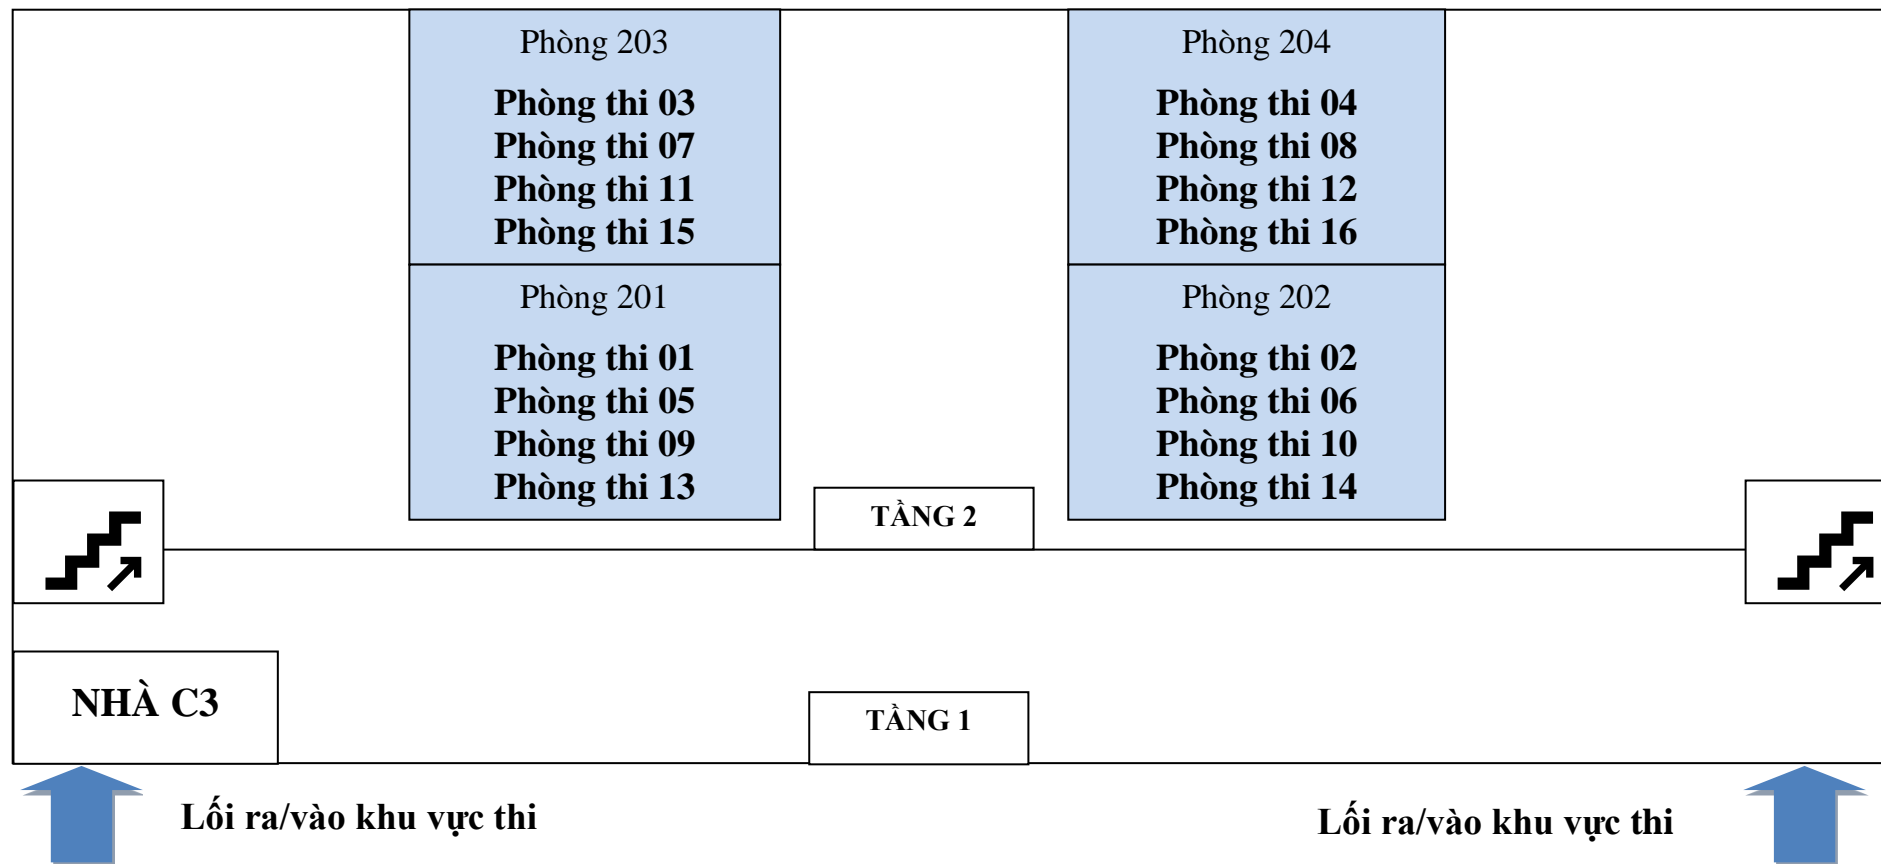 Phòng 203
Phòng thi 03
Phòng thi 07
Phòng thi 11
Phòng thi 15
Phòng 204
Phòng thi 04
Phòng thi 08
Phòng thi 12
Phòng thi 16
Phòng 201
Phòng thi 01
Phòng thi 05
Phòng thi 09
Phòng thi 13
Phòng 202
Phòng thi 02
Phòng thi 06
Phòng thi 10
Phòng thi 14
TẦNG 2
NHÀ C3
TẦNG 1
Lối ra/vào khu vực thi
Lối ra/vào khu vực thi